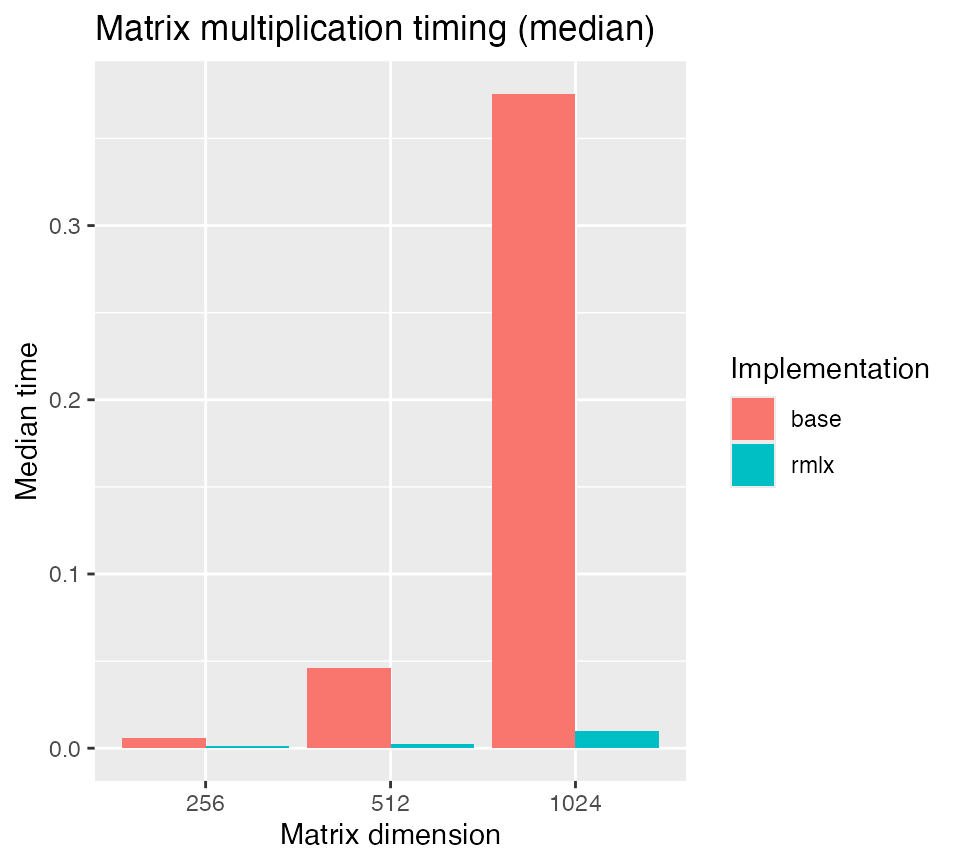 Matrix multiplication timing (median)
0.3
0.2
0.1
0.0
Median time
256 512 1024
Matrix dimension
Implementation
base
rmlx